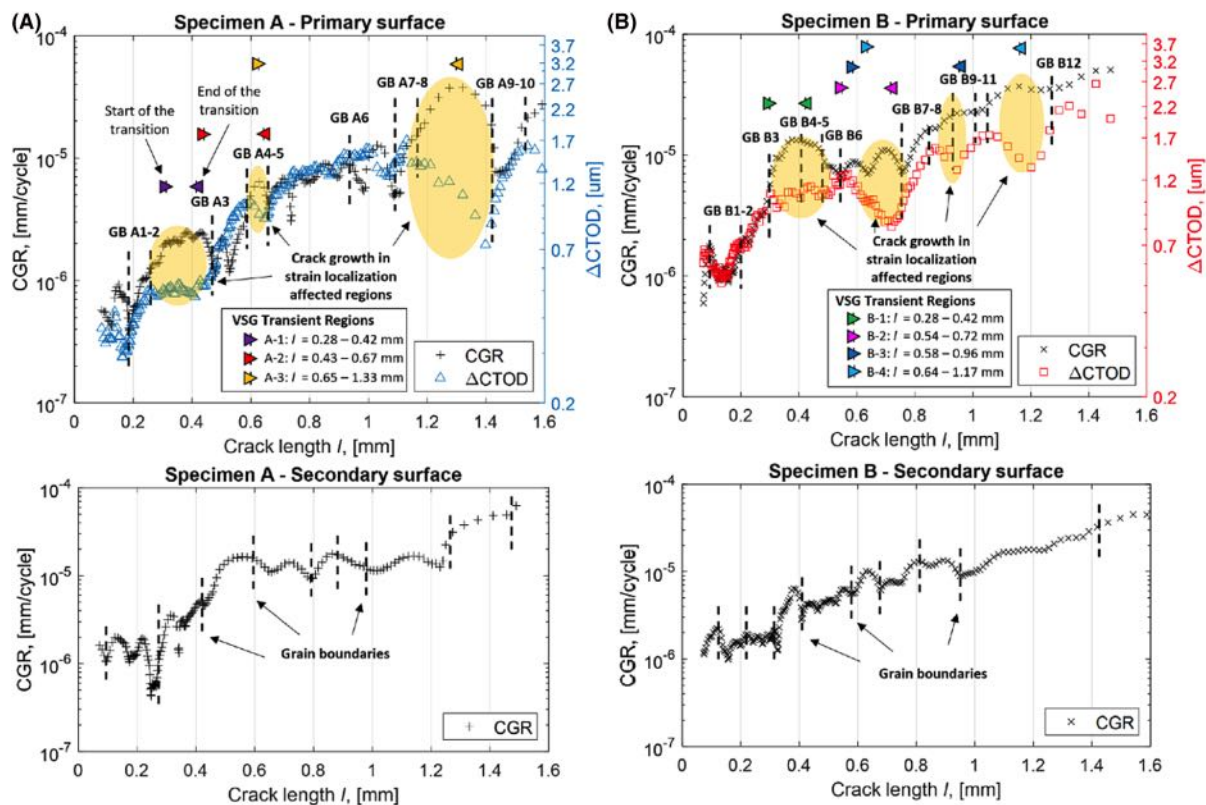 (A)
Specimen A - Primary surface
10^-4
10^-5
10^-6
10^-7
CGR, [mm/cycle]
3.7
3.2
2.7
2.2
1.7
1.2
0.7
0.2
ΔCTOD, [um]
Start of the
transition
End of the
transition
GB A1-2
GB A3
GB A4-5
GB A6
GB A7-8
GB A9-10
Crack growth in
strain localization
affected regions
VSG Transient Regions
A-1: l = 0.28 – 0.42 mm
A-2: l = 0.43 – 0.67 mm
A-3: l = 0.65 – 1.33 mm
CGR
ΔCTOD
0 0.2 0.4 0.6 0.8 1 1.2 1.4 1.6
Crack length l, [mm]
(B)
Specimen B - Primary surface
10^-4
10^-5
10^-6
10^-7
CGR, [mm/cycle]
3.7
3.2
2.7
2.2
1.7
1.2
0.7
0.2
ΔCTOD, [um]
GB B1-2
GB B3
GB B4-5
GB B6
GB B7-8
GB B9-11
GB B12
Crack growth in
strain localization
affected regions
VSG Transient Regions
B-1: l = 0.28 – 0.42 mm
B-2: l = 0.54 – 0.72 mm
B-3: l = 0.58 – 0.96 mm
B-4: l = 0.64 – 1.17 mm
CGR
ΔCTOD
0 0.2 0.4 0.6 0.8 1 1.2 1.4 1.6
Crack length l, [mm]
Specimen A - Secondary surface
10^-4
10^-5
10^-6
10^-7
CGR, [mm/cycle]
Grain boundaries
CGR
0 0.2 0.4 0.6 0.8 1 1.2 1.4 1.6
Crack length l, [mm]
Specimen B - Secondary surface
10^-4
10^-5
10^-6
10^-7
CGR, [mm/cycle]
Grain boundaries
CGR
0 0.2 0.4 0.6 0.8 1 1.2 1.4 1.6
Crack length l, [mm]